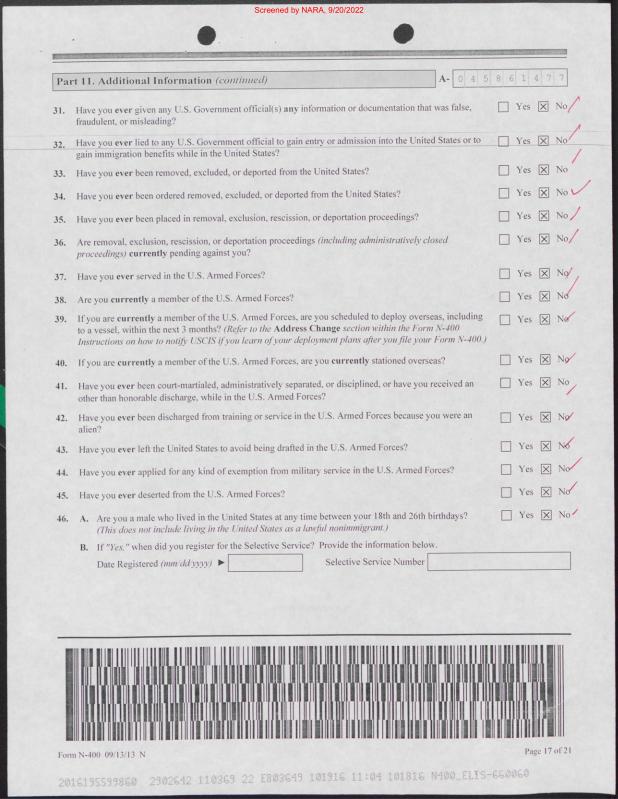 Screened by NARA, 9/20/2022
Part 11. Additional Information (continued)
A- 0 4 5 8 6 1 4 7 7
31. Have you ever given any U.S. Government official(s) any information or documentation that was false, fraudulent, or misleading? Yes X No
32. Have you ever lied to any U.S. Government official to gain entry or admission into the United States or to gain immigration benefits while in the United States? Yes X No
33. Have you ever been removed, excluded, or deported from the United States? Yes X No
34. Have you ever been ordered removed, excluded, or deported from the United States? Yes X No
35. Have you ever been placed in removal, exclusion, rescission, or deportation proceedings? Yes X No
36. Are removal, exclusion, rescission, or deportation proceedings (including administratively closed proceedings) currently pending against you? Yes X No
37. Have you ever served in the U.S. Armed Forces? Yes X No
38. Are you currently a member of the U.S. Armed Forces? Yes X No
39. If you are currently a member of the U.S. Armed Forces, are you scheduled to deploy overseas, including to a vessel, within the next 3 months? (Refer to the Address Change section within the Form N-400 Instructions on how to notify USCIS if you learn of your deployment plans after you file your Form N-400.) Yes X No
40. If you are currently a member of the U.S. Armed Forces, are you currently stationed overseas? Yes X No
41. Have you ever been court-martialed, administratively separated, or disciplined, or have you received an other than honorable discharge, while in the U.S. Armed Forces? Yes X No
42. Have you ever been discharged from training or service in the U.S. Armed Forces because you were an alien? Yes X No
43. Have you ever left the United States to avoid being drafted in the U.S. Armed Forces? Yes X No
44. Have you ever applied for any kind of exemption from military service in the U.S. Armed Forces? Yes X No
45. Have you ever deserted from the U.S. Armed Forces? Yes X No
46. A. Are you a male who lived in the United States at any time between your 18th and 26th birthdays? (This does not include living in the United States as a lawful nonimmigrant.) Yes X No
B. If "Yes," when did you register for the Selective Service? Provide the information below.
Date Registered (mm/dd/yyyy) ▶ Selective Service Number
Form N-400 09/13/13 N
Page 17 of 21
2016195599860 2902642 110369 22 E803649 101916 11:04 101816 N400_ELIS-660060